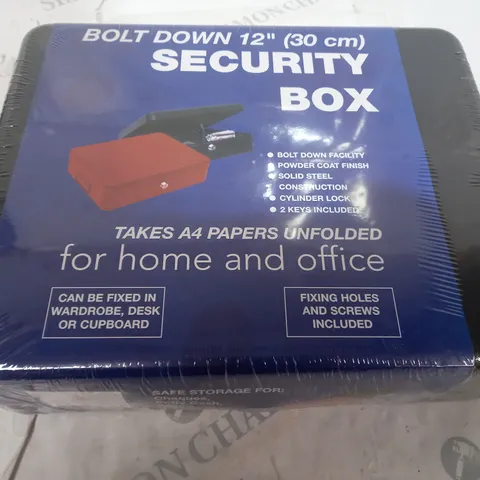 BOLT DOWN 12" (30 cm)
SECURITY
BOX
● BOLT DOWN FACILITY
● POWDER COAT FINISH
● SOLID STEEL
CONSTRUCTION
● CYLINDER LOCK
● 2 KEYS INCLUDED
TAKES A4 PAPERS UNFOLDED
for home and office
CAN BE FIXED IN
WARDROBE, DESK
OR CUPBOARD
FIXING HOLES
AND SCREWS
INCLUDED
SAFE STORAGE FOR: